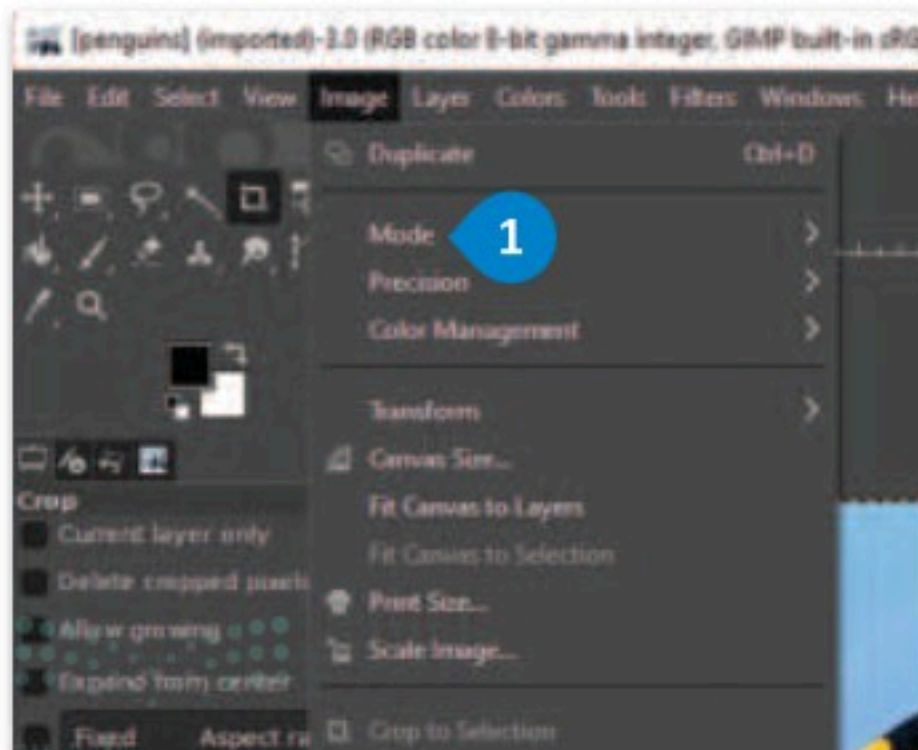 [penguins] (imported)-3.0 (RGB color 8-bit gamma integer, GIMP built-in sRG
File Edit Select View Image Layer Colors Tools Filters Windows He
Duplicate Ctrl+D
Mode 1
Precision
Color Management
Transform
Canvas Size...
Fit Canvas to Layers
Fit Canvas to Selection
Print Size...
Scale Image...
Crop to Selection
Crop
Current layer only
Delete cropped pixels
Allow growing
Expand from center
Fixed Aspect ra